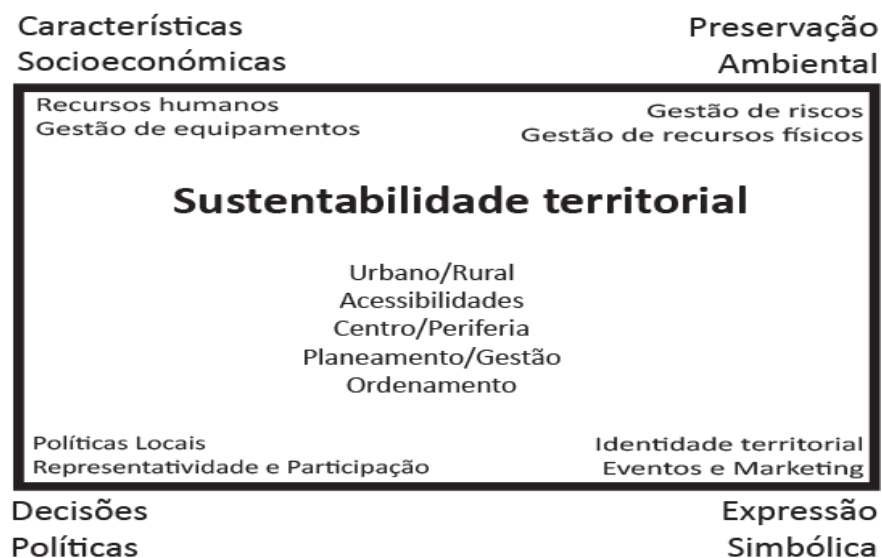 Características
Socioeconómicas
Preservação
Ambiental
Recursos humanos
Gestão de equipamentos
Gestão de riscos
Gestão de recursos físicos
Sustentabilidade territorial
Urbano/Rural
Acessibilidades
Centro/Periferia
Planeamento/Gestão
Ordenamento
Políticas Locais
Representatividade e Participação
Identidade territorial
Eventos e Marketing
Decisões
Políticas
Expressão
Simbólica